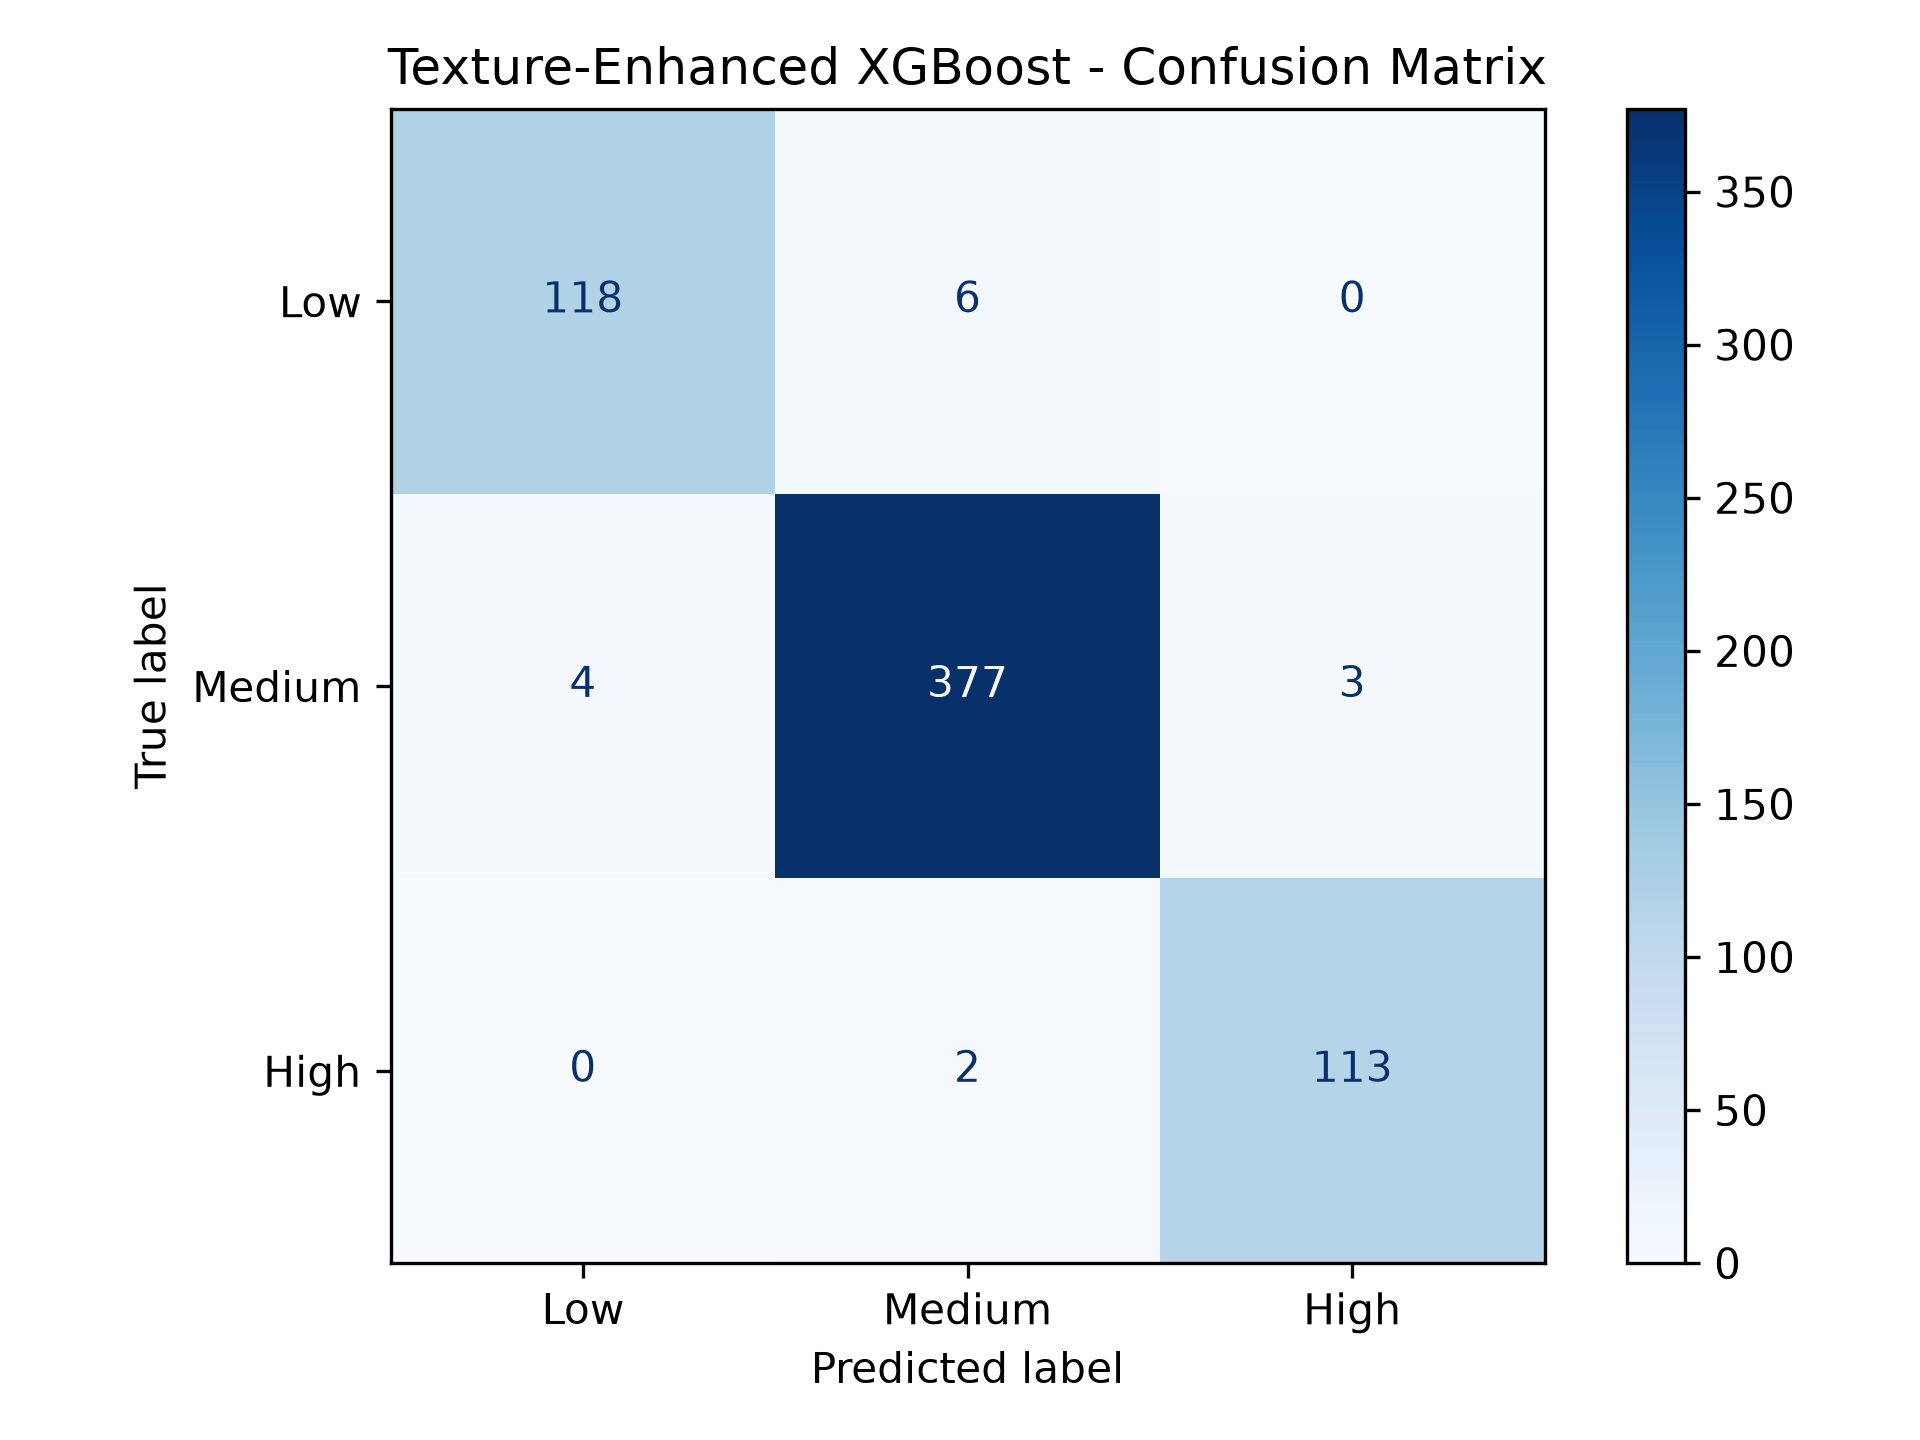 Texture-Enhanced XGBoost - Confusion Matrix
True label
Low
118
6
0
Medium
4
377
3
High
0
2
113
Low
Medium
High
Predicted label
350
300
250
200
150
100
50
0